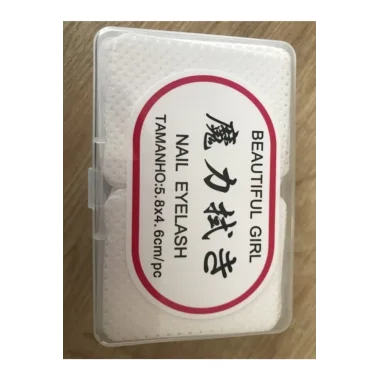 BEAUTIFUL GIRL
魔力拭き
NAIL EYELASH
TAMANHO:5.8x4.6cm/pc